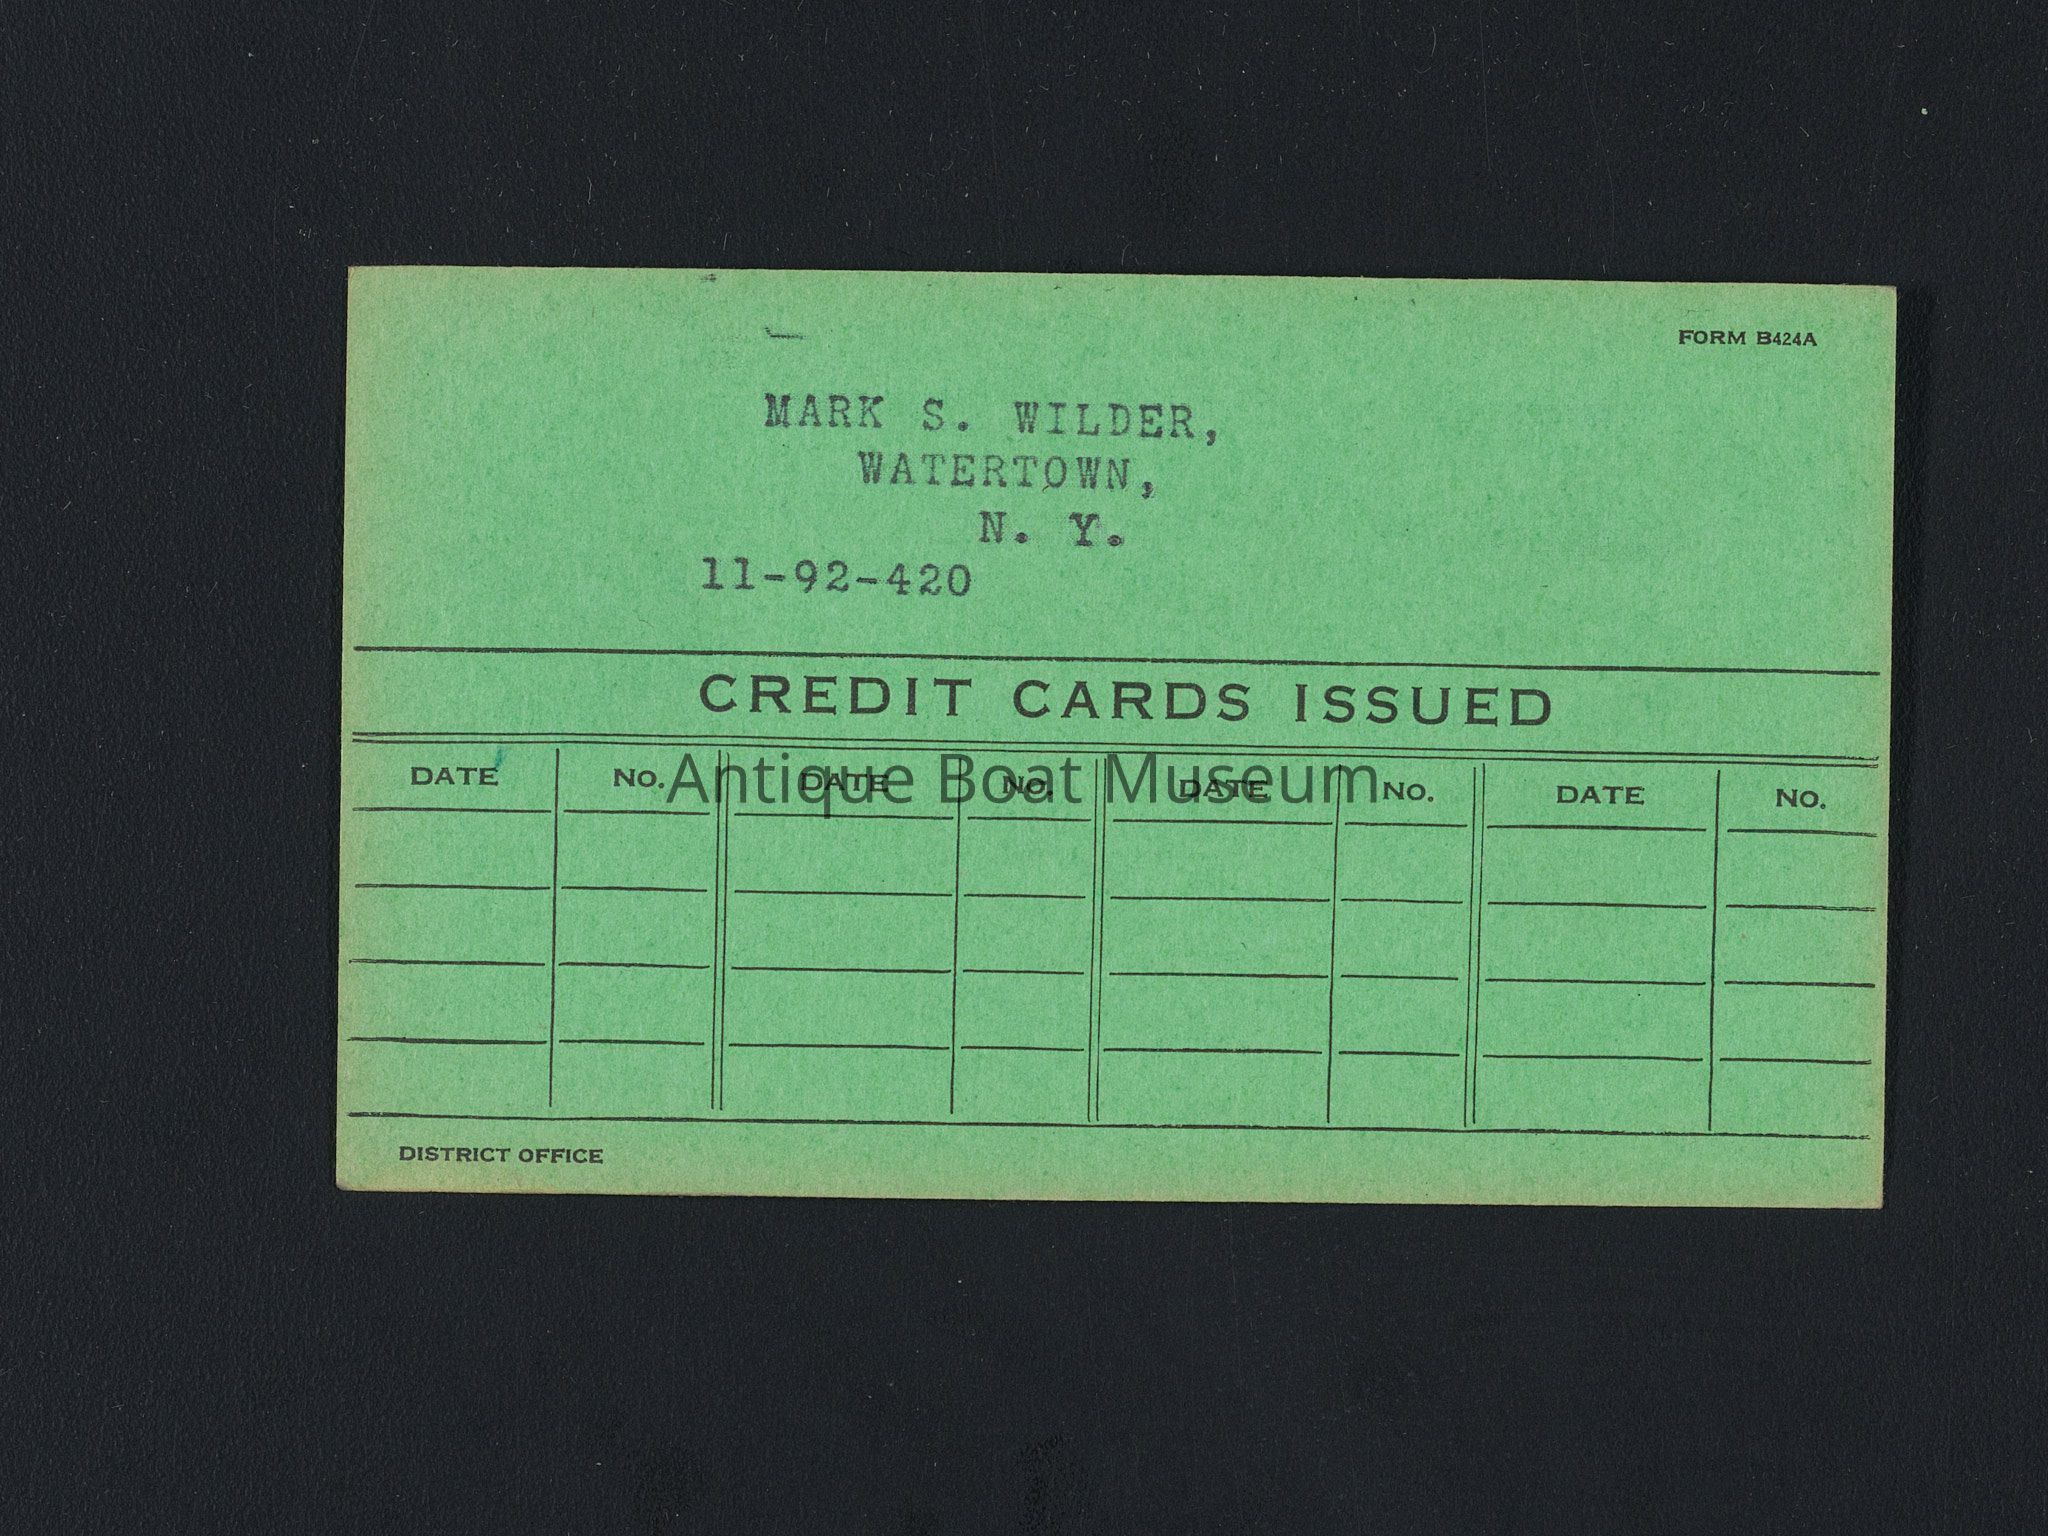 FORM B424A
MARK S. WILDER,
WATERTOWN,
N. Y.
11-92-420
CREDIT CARDS ISSUED
DATE NO. DATE NO. DATE NO. DATE NO.
Antique Boat Museum
DISTRICT OFFICE